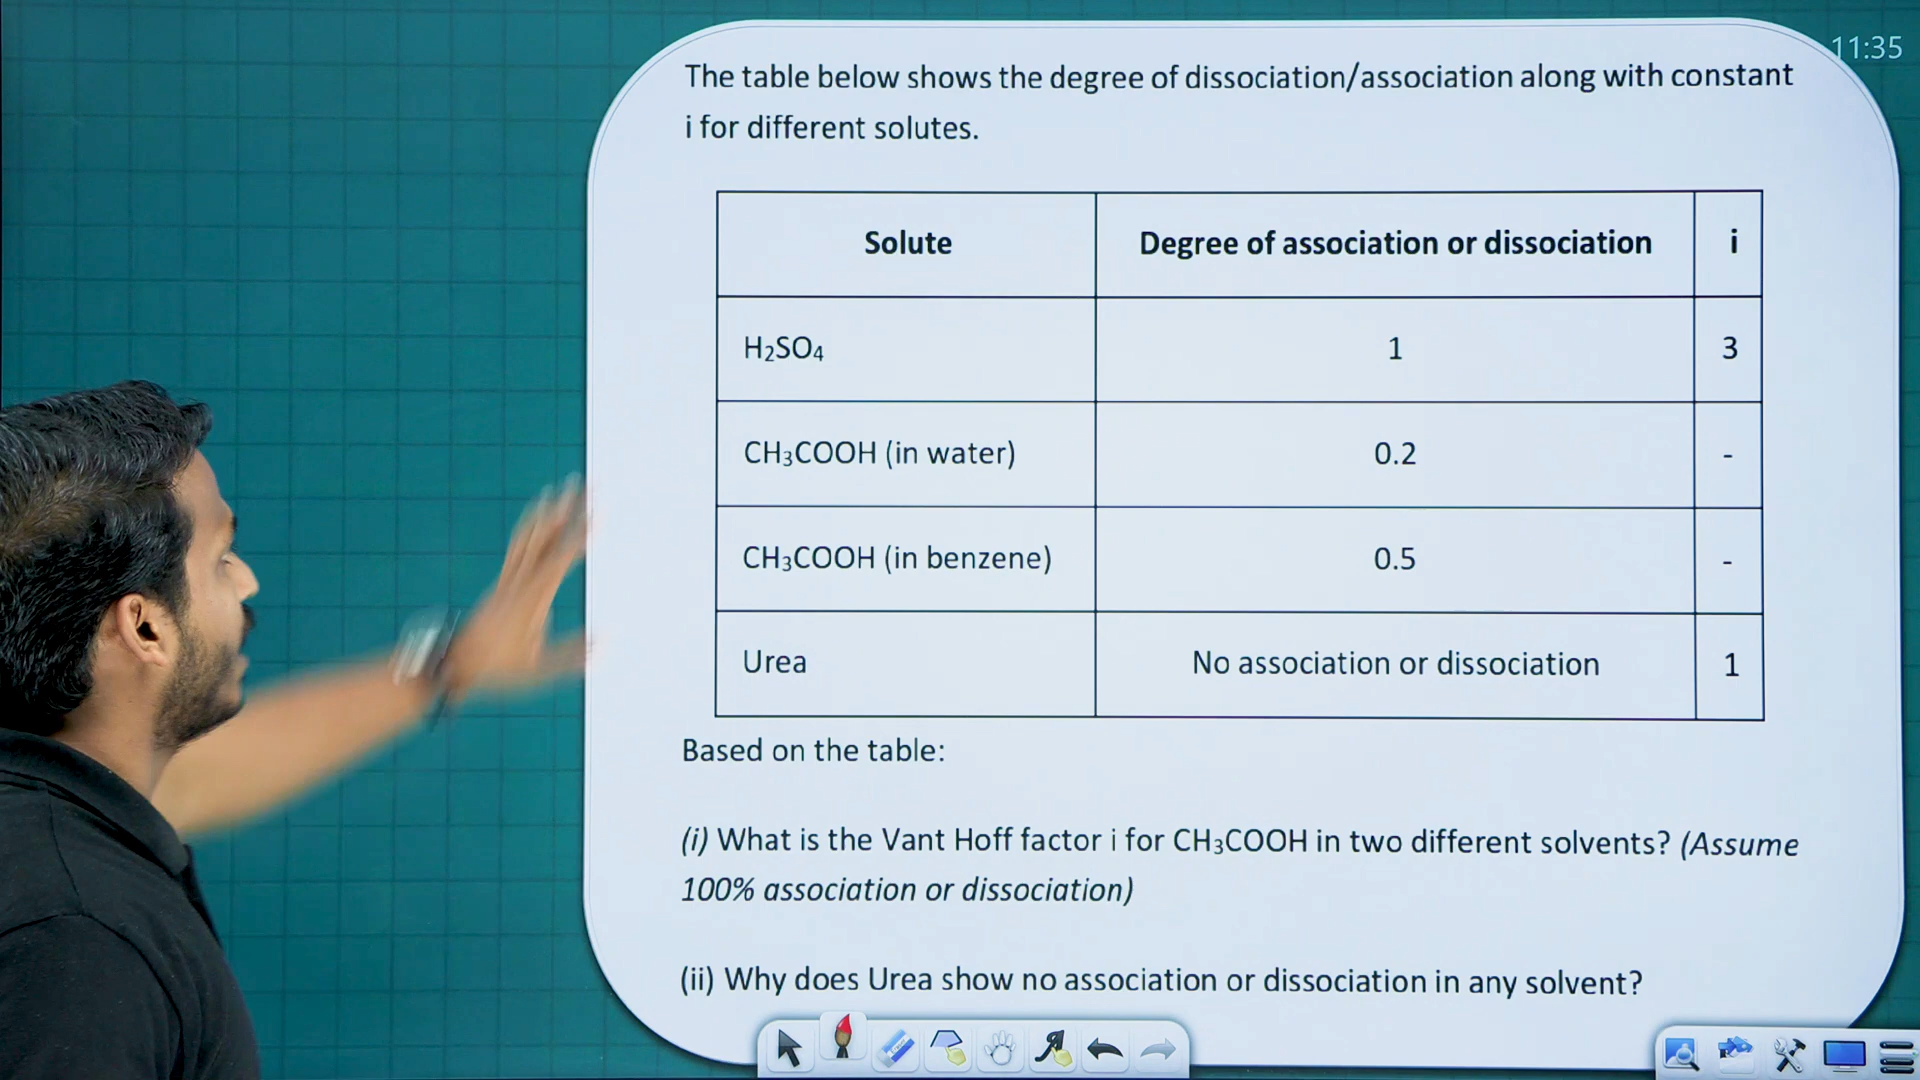 11:35
The table below shows the degree of dissociation/association along with constant
i for different solutes.
Solute Degree of association or dissociation i
H₂SO₄ 1 3
CH₃COOH (in water) 0.2 -
CH₃COOH (in benzene) 0.5 -
Urea No association or dissociation 1
Based on the table:
(i) What is the Vant Hoff factor i for CH₃COOH in two different solvents? (Assume
100% association or dissociation)
(ii) Why does Urea show no association or dissociation in any solvent?